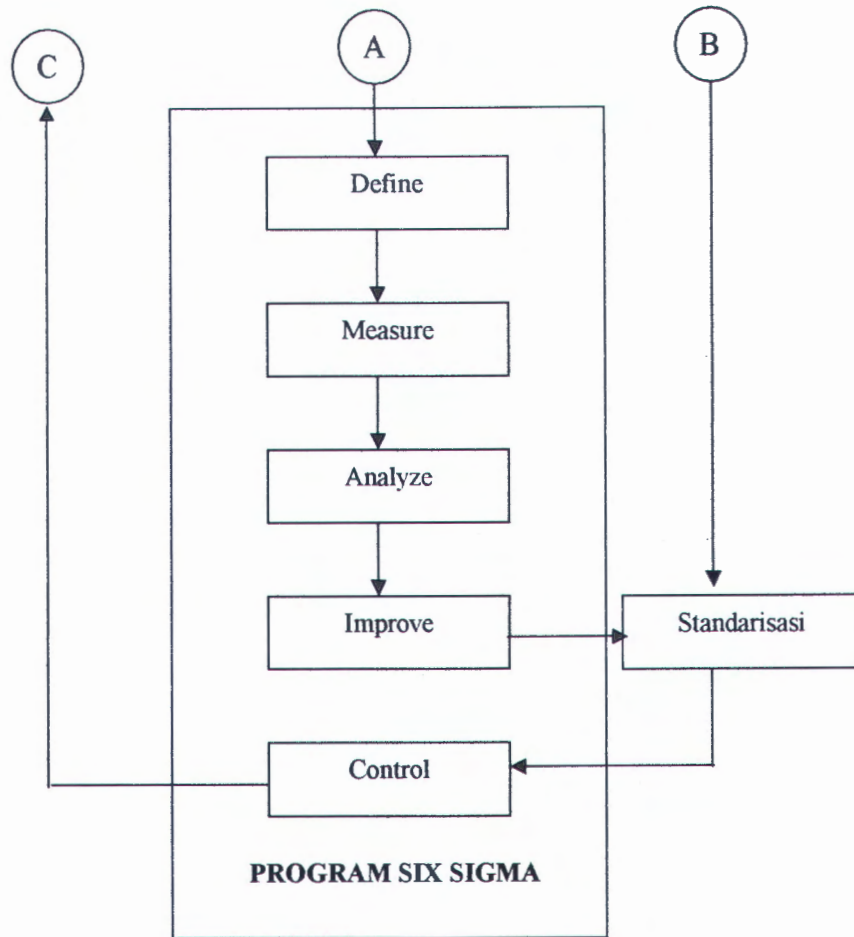 C
A
B
Define
Measure
Analyze
Improve
Standarisasi
Control
PROGRAM SIX SIGMA